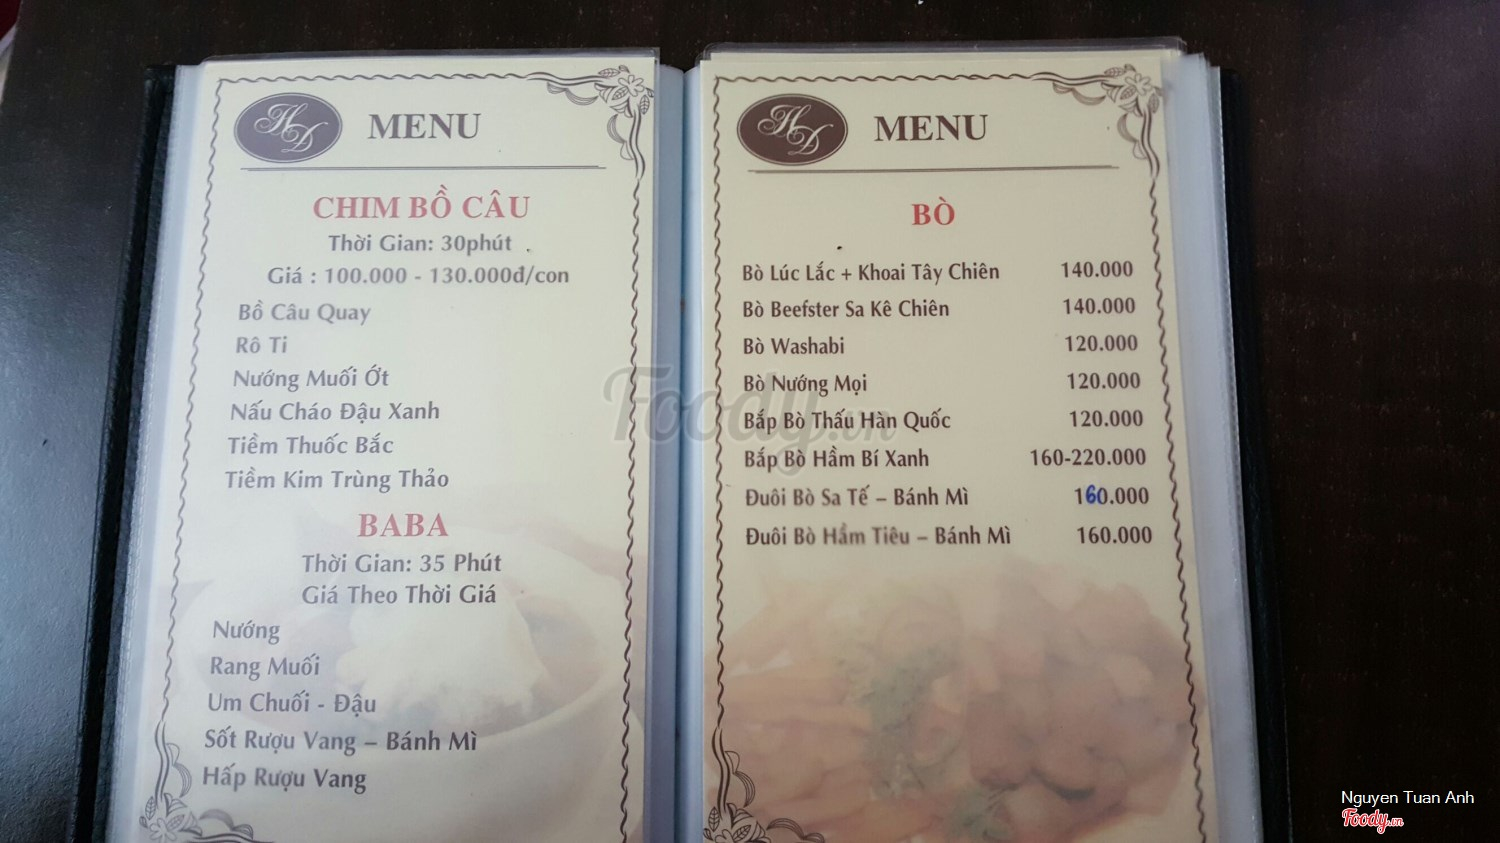 HD MENU
CHIM BỒ CÂU
Thời Gian: 30phút
Giá : 100.000 - 130.000đ/con
Bồ Câu Quay
Rô Ti
Nướng Muối Ớt
Nấu Cháo Đậu Xanh
Tiềm Thuốc Bắc
Tiềm Kim Trùng Thảo
BABA
Thời Gian: 35 Phút
Giá Theo Thời Giá
Nướng
Rang Muối
Um Chuối - Đậu
Sốt Rượu Vang – Bánh Mì
Hấp Rượu Vang
HD MENU
BÒ
Bò Lúc Lắc + Khoai Tây Chiên 140.000
Bò Beefster Sa Kê Chiên 140.000
Bò Washabi 120.000
Bò Nướng Mọi 120.000
Bắp Bò Thấu Hàn Quốc 120.000
Bắp Bò Hầm Bí Xanh 160-220.000
Đuôi Bò Sa Tế – Bánh Mì 160.000
Đuôi Bò Hầm Tiêu – Bánh Mì 160.000
Foody.vn
Nguyen Tuan Anh
Foody.vn